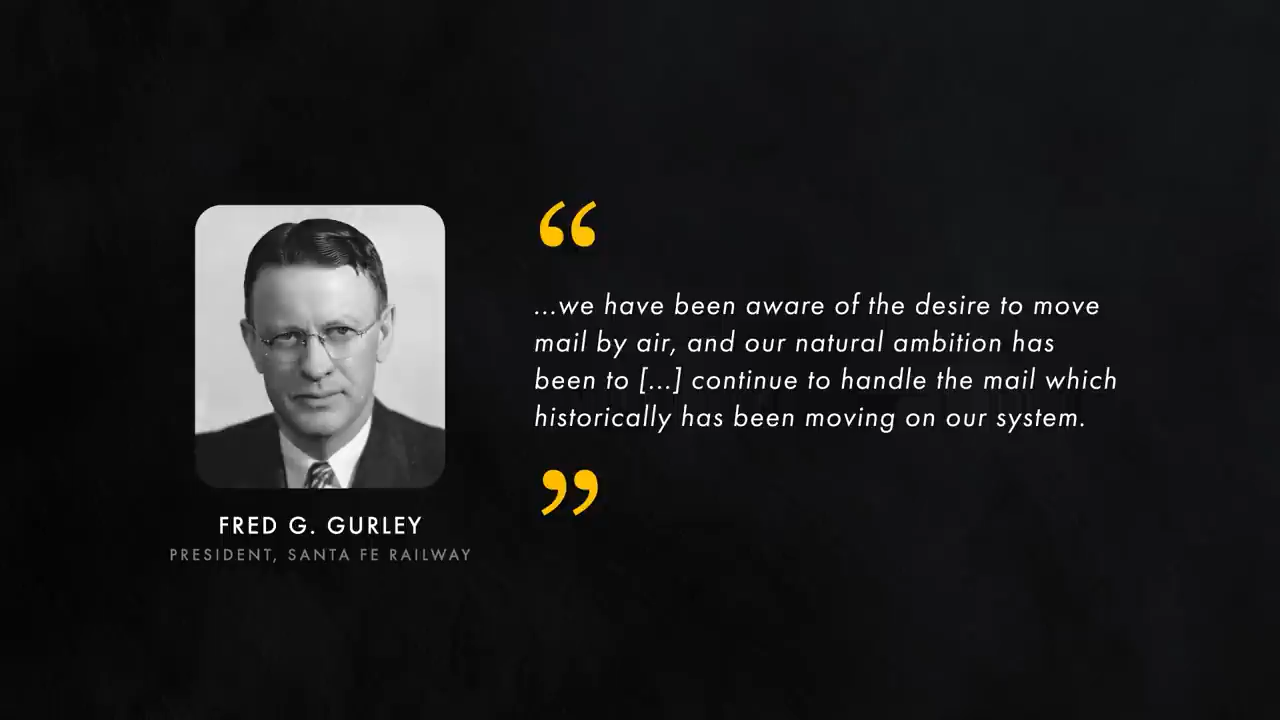 “
...we have been aware of the desire to move
mail by air, and our natural ambition has
been to [...] continue to handle the mail which
historically has been moving on our system.
”
FRED G. GURLEY
PRESIDENT, SANTA FE RAILWAY